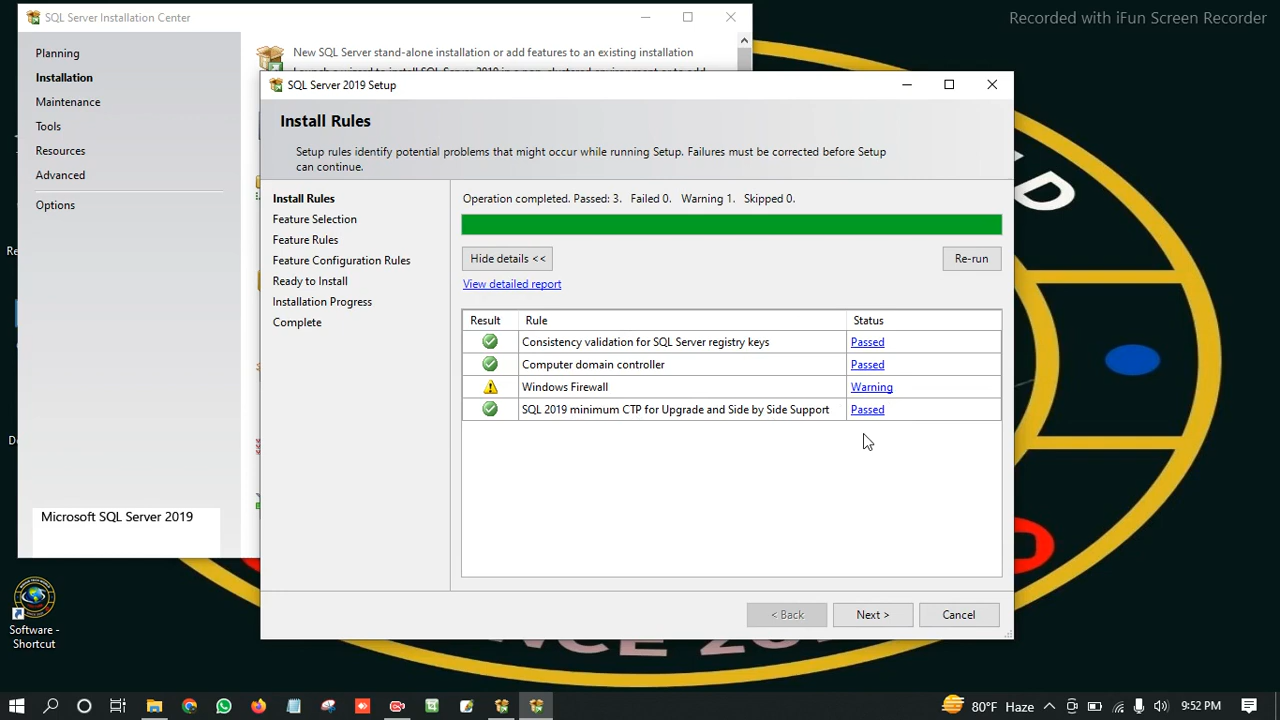 Recorded with iFun Screen Recorder
SQL Server Installation Center
Planning
Installation
Maintenance
Tools
Resources
Advanced
Options
Microsoft SQL Server 2019
New SQL Server stand-alone installation or add features to an existing installation
SQL Server 2019 Setup
Install Rules
Setup rules identify potential problems that might occur while running Setup. Failures must be corrected before Setup
can continue.
Install Rules
Feature Selection
Feature Rules
Feature Configuration Rules
Ready to Install
Installation Progress
Complete
Operation completed. Passed: 3.   Failed 0.   Warning 1.   Skipped 0.
Hide details <<
Re-run
View detailed report
Result Rule Status
Consistency validation for SQL Server registry keys Passed
Computer domain controller Passed
Windows Firewall Warning
SQL 2019 minimum CTP for Upgrade and Side by Side Support Passed
< Back
Next >
Cancel
Software -
Shortcut
80°F Haze
9:52 PM